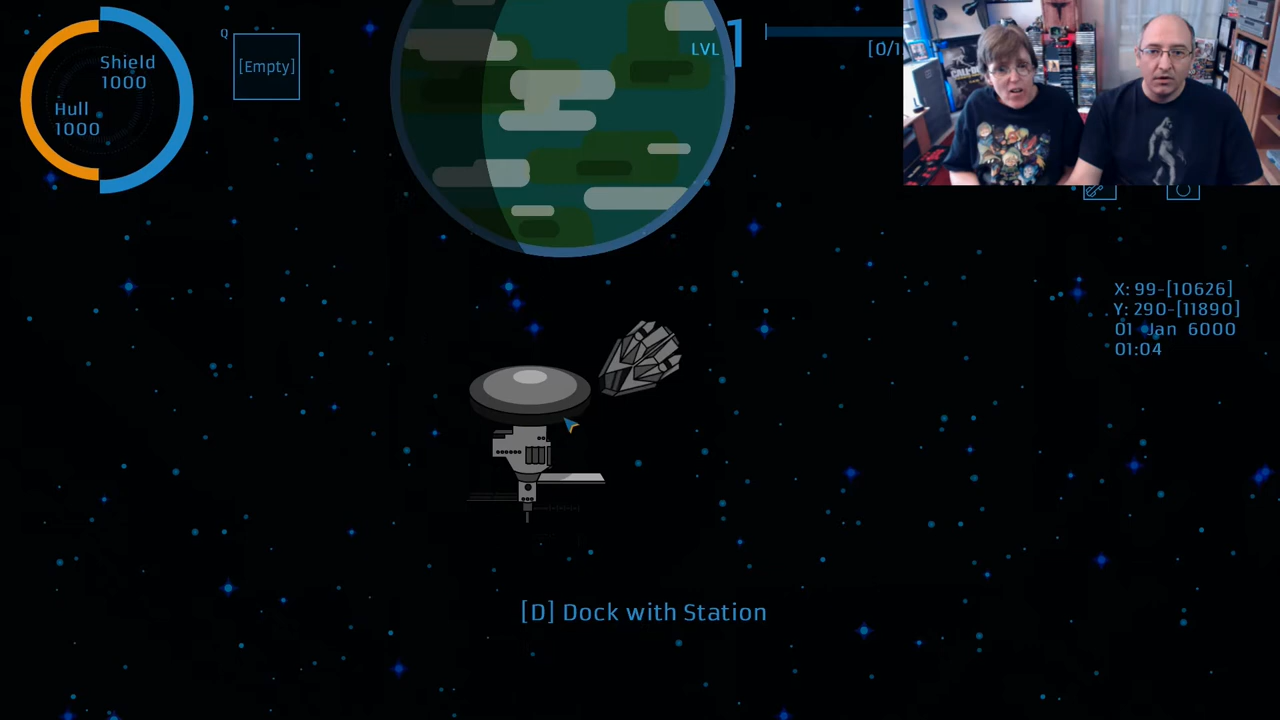 Shield
1000
Hull
1000
Q
[Empty]
LVL 1
[0/1
X: 99-[10626]
Y: 290-[11890]
01 Jan 6000
01:04
[D] Dock with Station